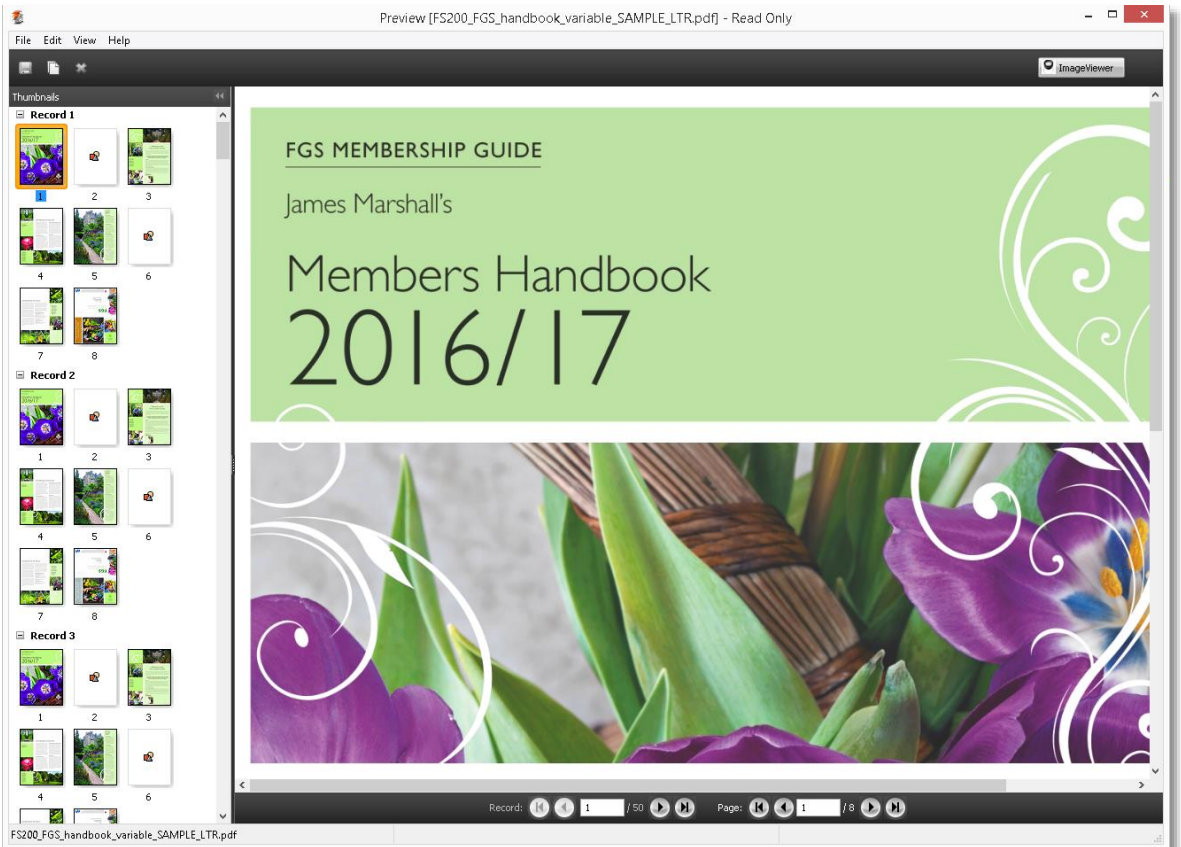 Preview [FS200_FGS_handbook_variable_SAMPLE_LTR.pdf] - Read Only
File Edit View Help
ImageViewer
Thumbnails
Record 1
1 2 3
4 5 6
7 8
Record 2
1 2 3
4 5 6
7 8
Record 3
1 2 3
4 5 6
FGS MEMBERSHIP GUIDE
James Marshall's
Members Handbook
2016/17
Record: 1 / 50 Page: 1 / 8
FS200_FGS_handbook_variable_SAMPLE_LTR.pdf